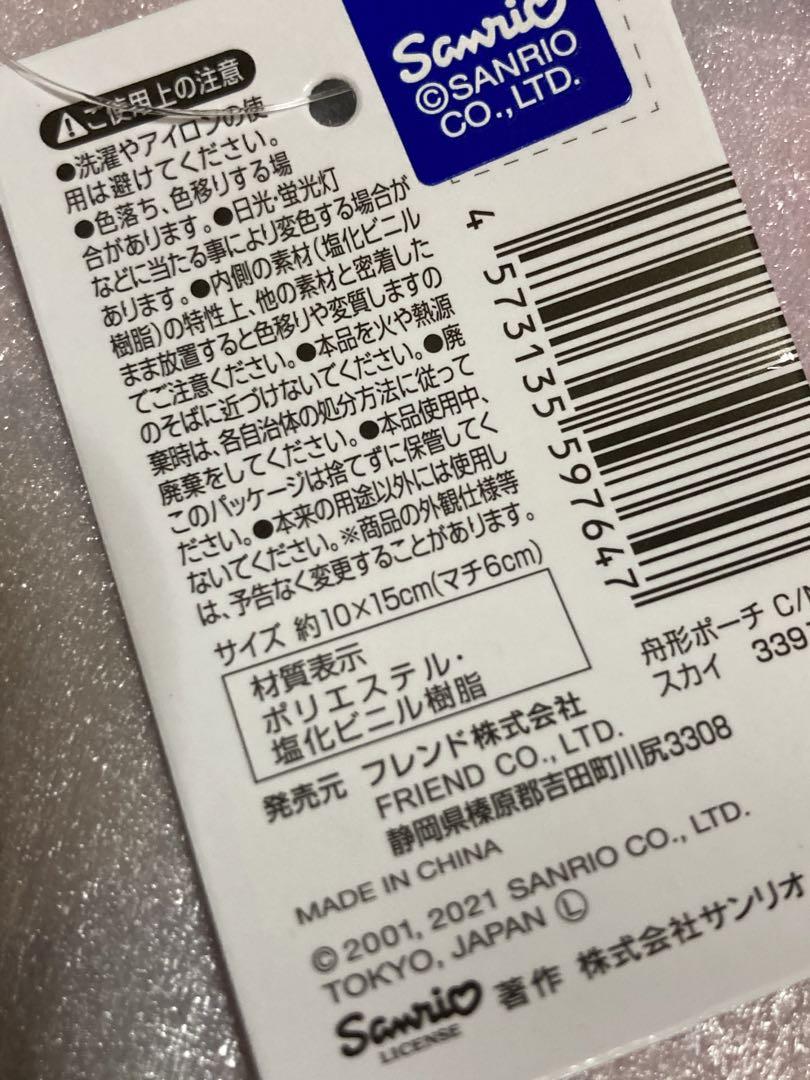 Sanrio
©SANRIO
CO.,LTD.
ご使用上の注意
●洗濯やアイロンの使
用は避けてください。
●色落ち、色移りする場
合があります。●日光・蛍光灯
などに当たる事により変色する場合が
あります。●内側の素材(塩化ビニル
樹脂)の特性上、他の素材と密着した
まま放置すると色移りや変質しますの
でご注意ください。●本品を火や熱源
のそばに近づけないでください。●廃
棄時は、各自治体の処分方法に従って
廃棄をしてください。●本品使用中、
このパッケージは捨てずに保管してく
ださい。●本来の用途以外には使用し
ないでください。※商品の外観仕様等
は、予告なく変更することがあります。
サイズ 約10×15cm(マチ6cm)
材質表示
ポリエステル・
塩化ビニル樹脂
4 573135 597647
舟形ポーチ C/
スカイ 339
発売元 フレンド株式会社
FRIEND CO., LTD.
静岡県榛原郡吉田町川尻3308
MADE IN CHINA
© 2001, 2021 SANRIO CO., LTD.
TOKYO, JAPAN Ⓛ
Sanrio 著作 株式会社サンリオ
LICENSE